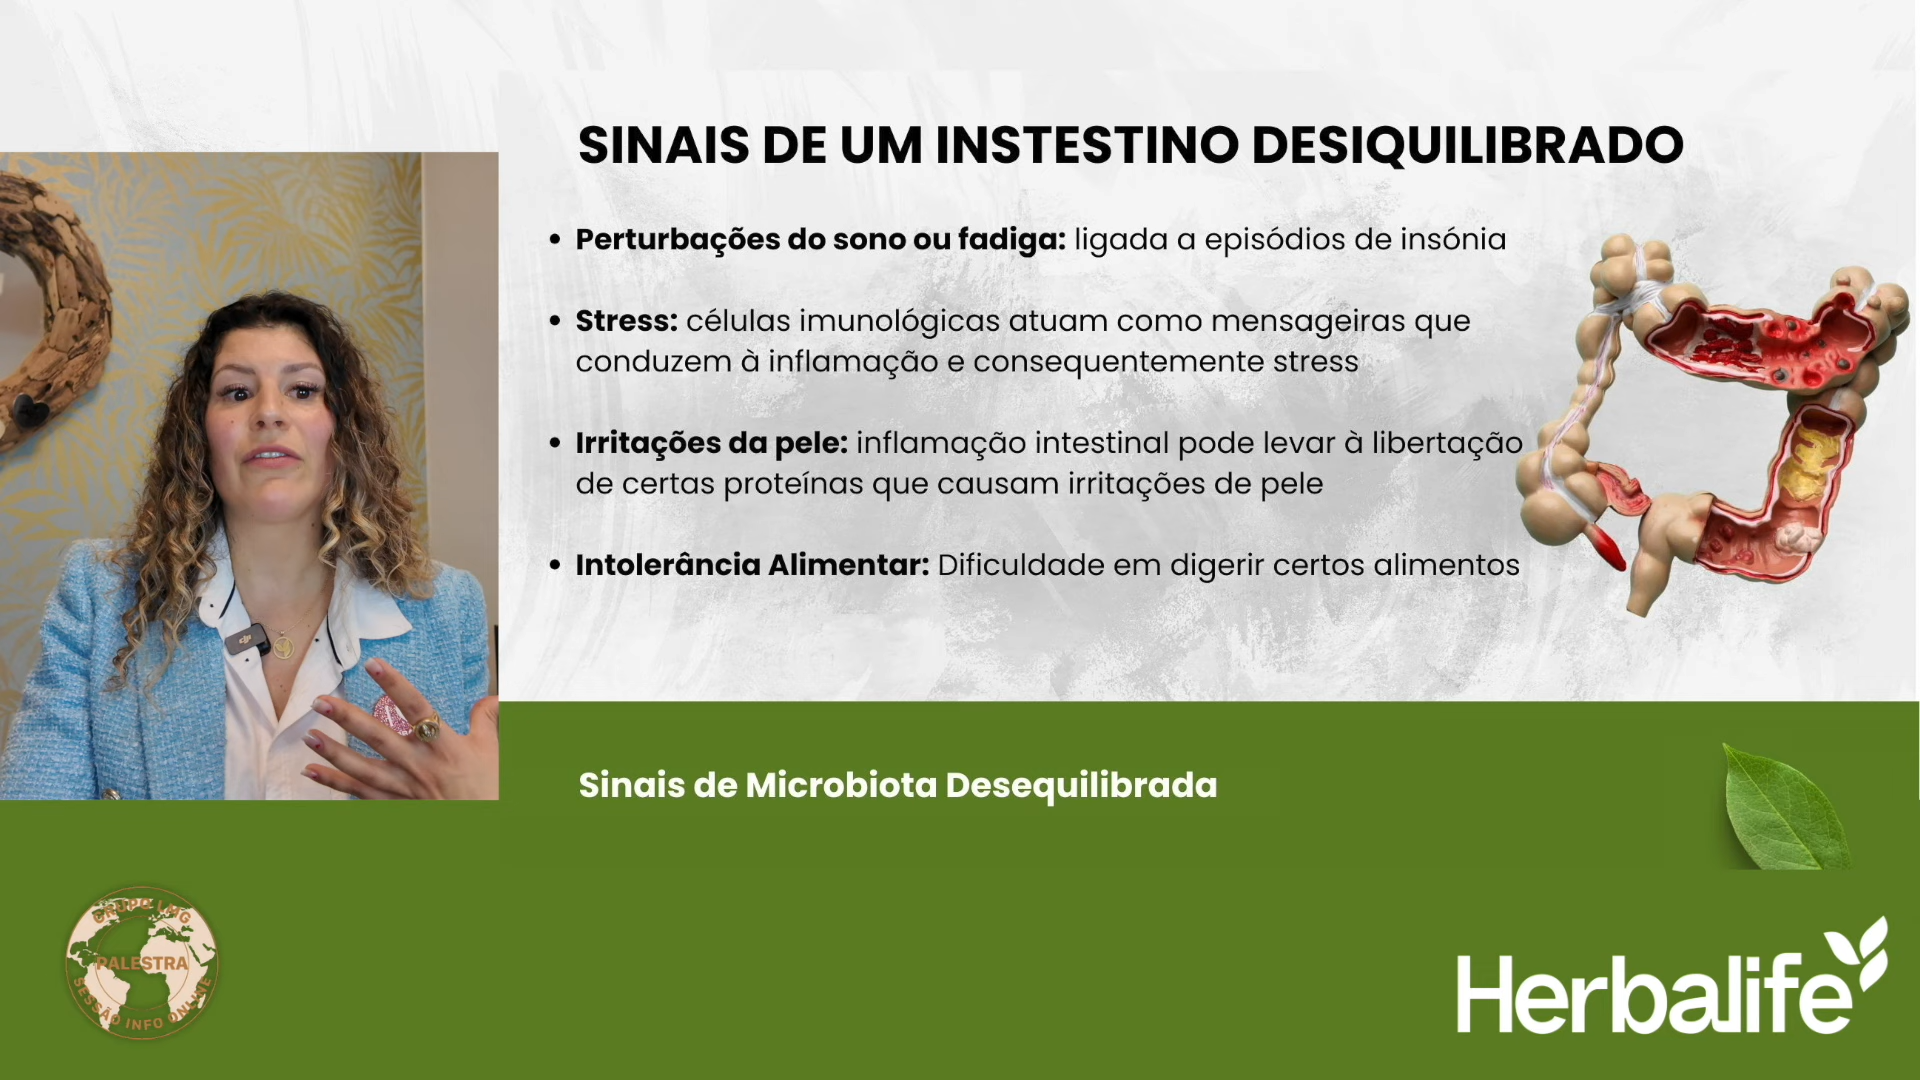 SINAIS DE UM INSTESTINO DESIQUILIBRADO
• Perturbações do sono ou fadiga: ligada a episódios de insónia
• Stress: células imunológicas atuam como mensageiras que
conduzem à inflamação e consequentemente stress
• Irritações da pele: inflamação intestinal pode levar à libertação
de certas proteínas que causam irritações de pele
• Intolerância Alimentar: Dificuldade em digerir certos alimentos
Sinais de Microbiota Desequilibrada
GRUPO LMG
PALESTRA
SESSÃO INFO ONLINE
Herbalife